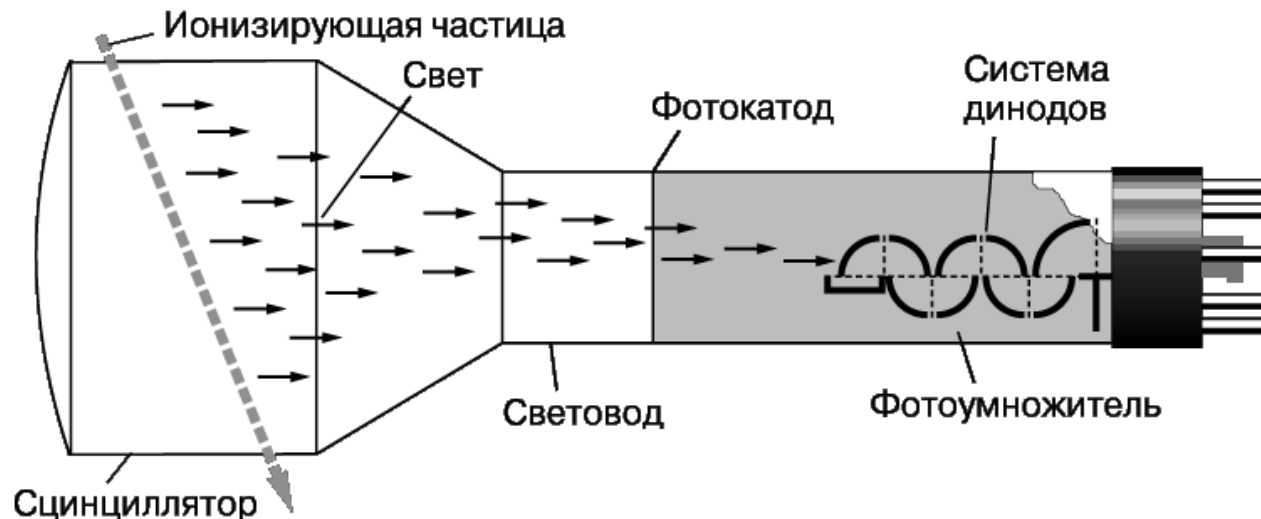 Ионизирующая частица
Свет
Система
динодов
Фотокатод
Световод
Фотоумножитель
Сцинциллятор